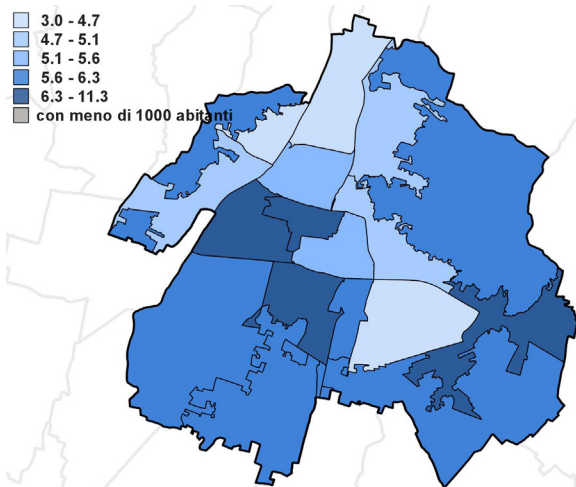 3.0 - 4.7
4.7 - 5.1
5.1 - 5.6
5.6 - 6.3
6.3 - 11.3
con meno di 1000 abitanti